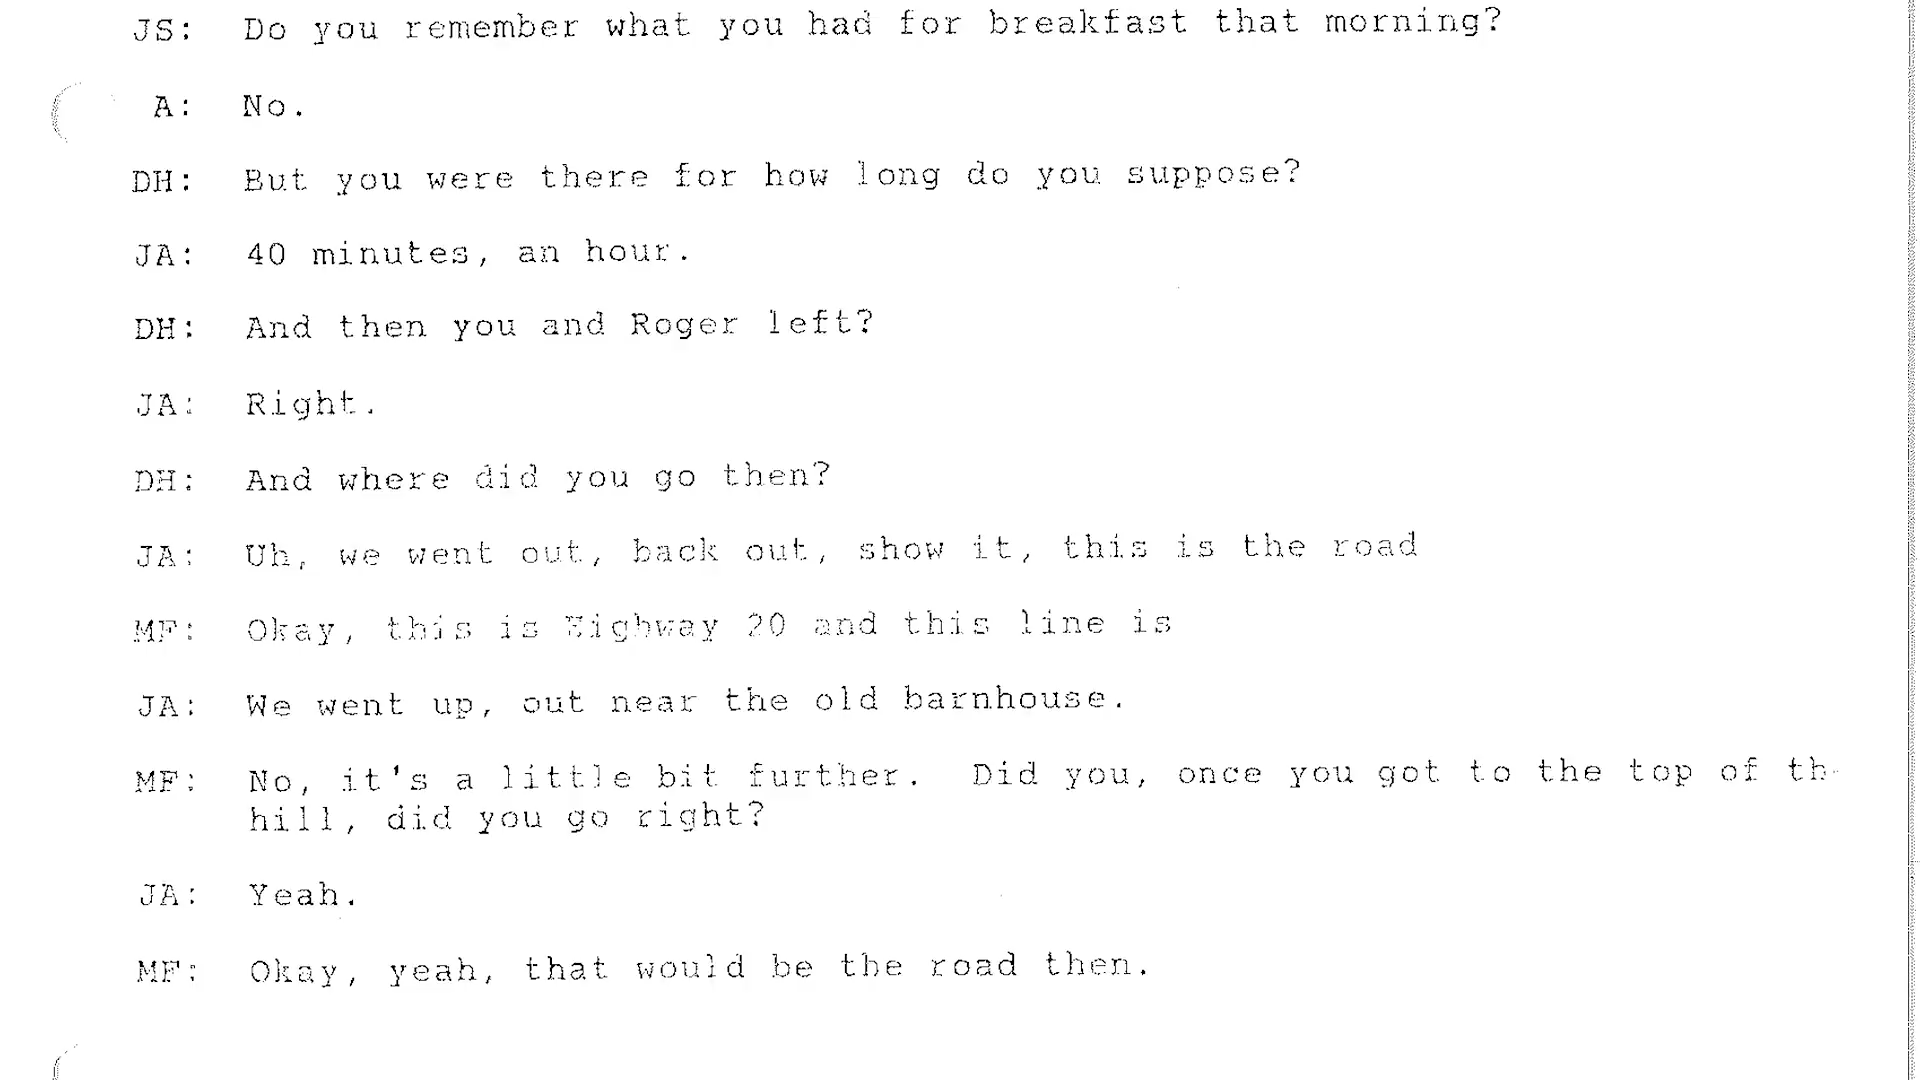 JS: Do you remember what you had for breakfast that morning?
A: No.
DH: But you were there for how long do you suppose?
JA: 40 minutes, an hour.
DH: And then you and Roger left?
JA: Right.
DH: And where did you go then?
JA: Uh, we went out, back out, show it, this is the road
MF: Okay, this is Highway 20 and this line is
JA: We went up, out near the old barnhouse.
MF: No, it's a little bit further. Did you, once you got to the top of th
hill, did you go right?
JA: Yeah.
MF: Okay, yeah, that would be the road then.